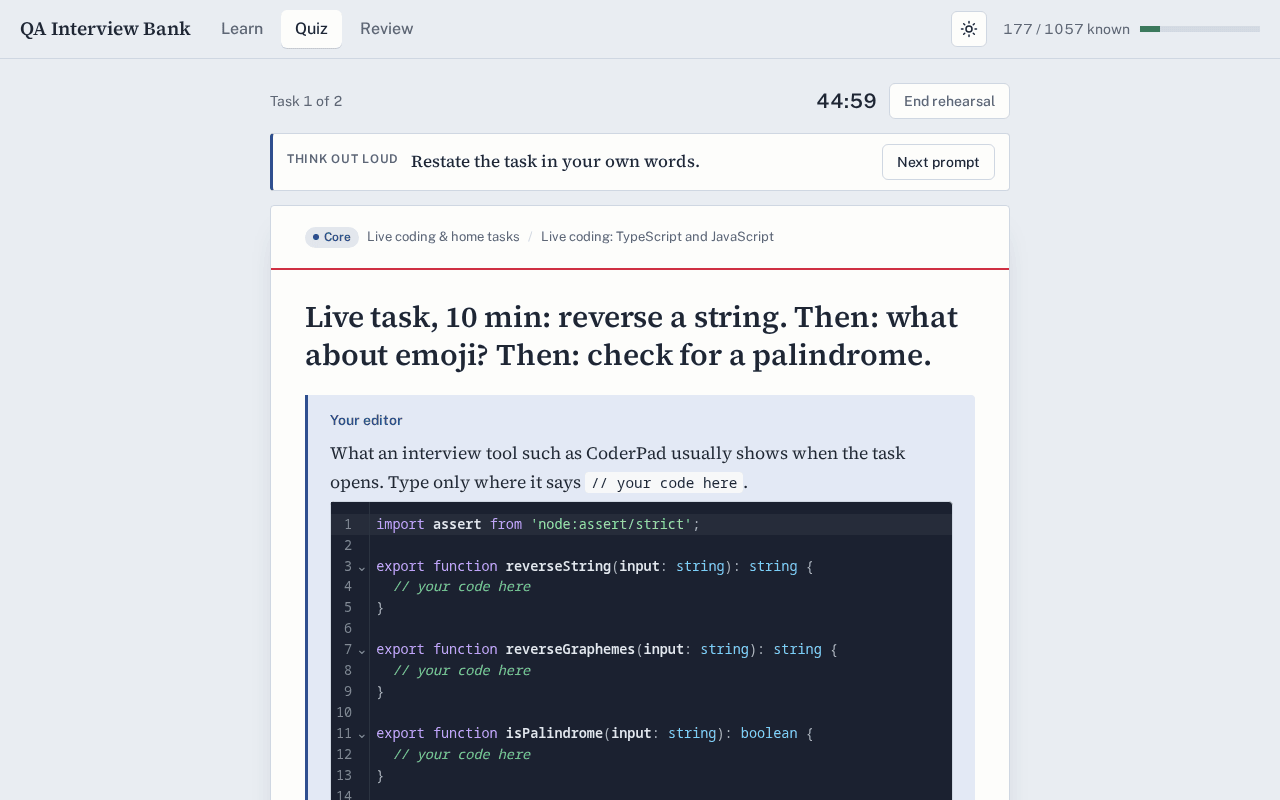 QA Interview Bank Learn Quiz Review 177 / 1057 known
Task 1 of 2 44:59 End rehearsal
THINK OUT LOUD Restate the task in your own words. Next prompt
Core Live coding & home tasks / Live coding: TypeScript and JavaScript
Live task, 10 min: reverse a string. Then: what
about emoji? Then: check for a palindrome.
Your editor
What an interview tool such as CoderPad usually shows when the task
opens. Type only where it says // your code here.
1 import assert from 'node:assert/strict';
2
3 export function reverseString(input: string): string {
4 // your code here
5 }
6
7 export function reverseGraphemes(input: string): string {
8 // your code here
9 }
10
11 export function isPalindrome(input: string): boolean {
12 // your code here
13 }
14